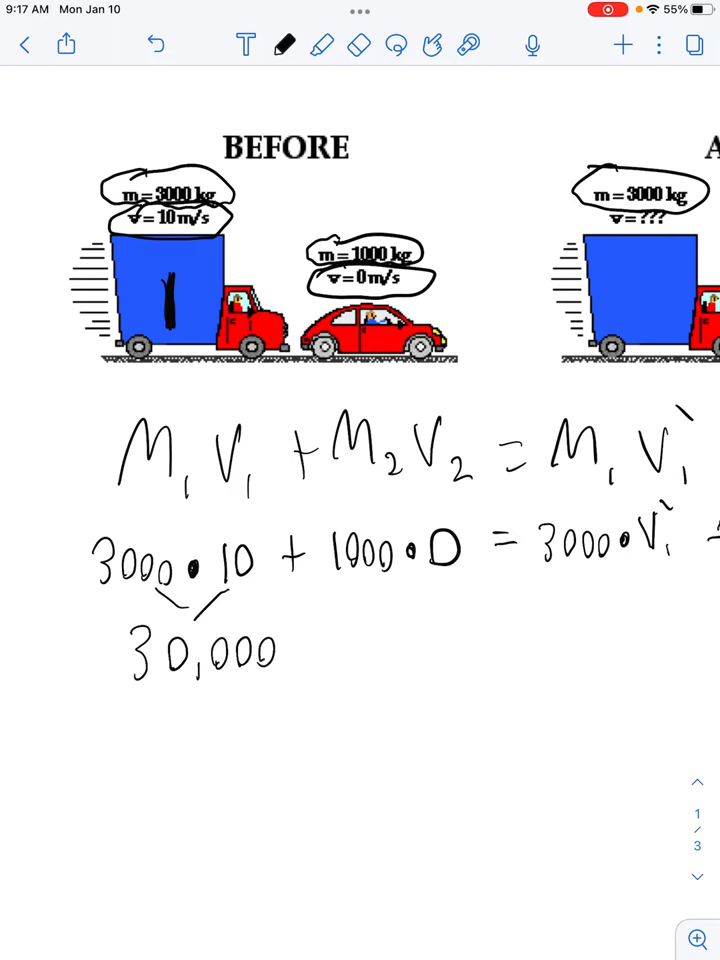 9:17 AM Mon Jan 10
55%
T
BEFORE
A
m = 3000 kg
v = 10 m/s
m = 1000 kg
v = 0 m/s
m = 3000 kg
v = ???
1
M₁ V₁ + M₂ V₂ = M₁ V₁`
3000 • 10 + 1000 • 0 = 3000 • V₁` +
30,000
1
/
3